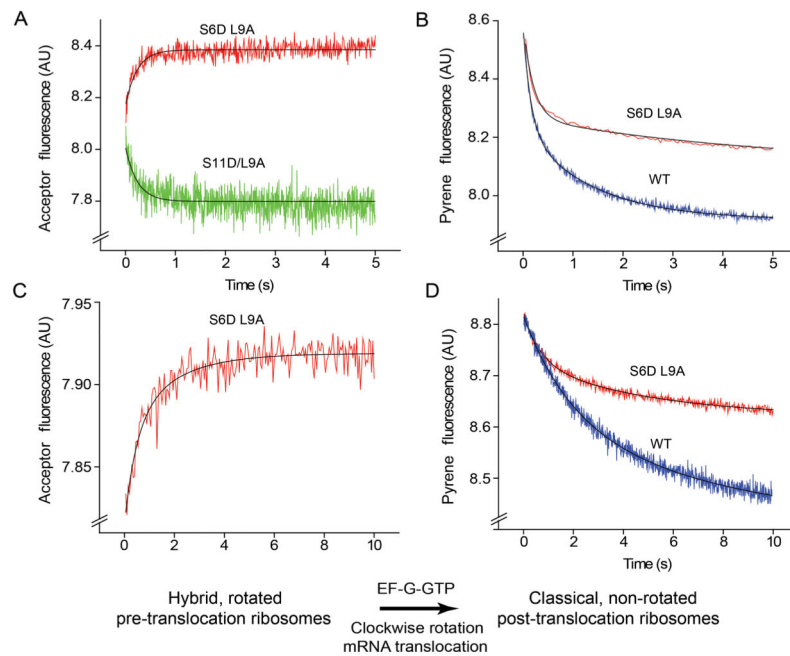 A
Acceptor fluorescence (AU)
8.4
8.2
8.0
7.8
S6D L9A
S11D/L9A
0 1 2 3 4 5
Time (s)
B
Pyrene fluorescence (AU)
8.6
8.4
8.2
8.0
S6D L9A
WT
0 1 2 3 4 5
Time (s)
C
Acceptor fluorescence (AU)
7.95
7.90
7.85
S6D L9A
0 2 4 6 8 10
Time (s)
D
Pyrene fluorescence (AU)
8.8
8.7
8.6
8.5
S6D L9A
WT
0 2 4 6 8 10
Time (s)
Hybrid, rotated
pre-translocation ribosomes
EF-G-GTP
Clockwise rotation
mRNA translocation
Classical, non-rotated
post-translocation ribosomes